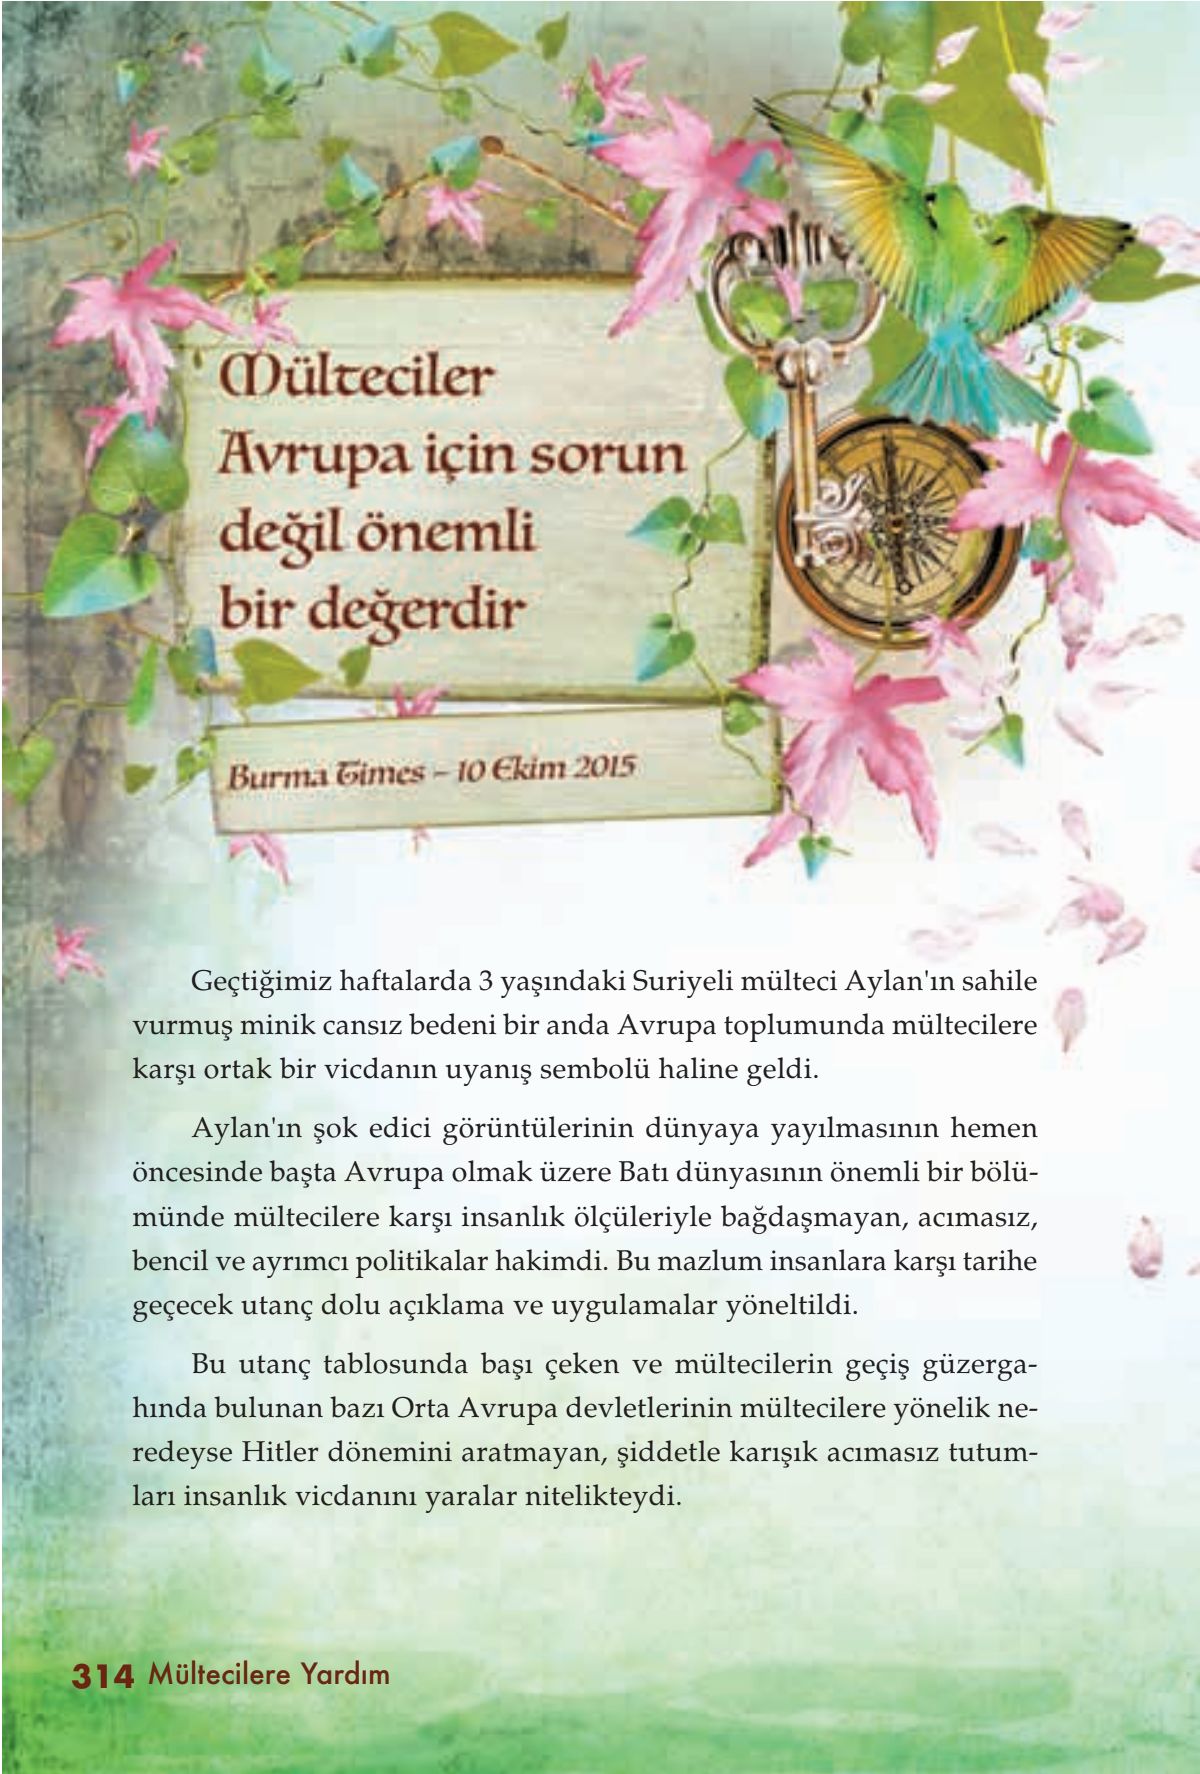 Mülteciler
Avrupa için sorun
değil önemli
bir değerdir
Burma Times – 10 Ekim 2015
Geçtiğimiz haftalarda 3 yaşındaki Suriyeli mülteci Aylan'ın sahile
vurmuş minik cansız bedeni bir anda Avrupa toplumunda mültecilere
karşı ortak bir vicdanın uyanış sembolü haline geldi.
Aylan'ın şok edici görüntülerinin dünyaya yayılmasının hemen
öncesinde başta Avrupa olmak üzere Batı dünyasının önemli bir bölü-
münde mültecilere karşı insanlık ölçüleriyle bağdaşmayan, acımasız,
bencil ve ayrımcı politikalar hakimdi. Bu mazlum insanlara karşı tarihe
geçecek utanç dolu açıklama ve uygulamalar yöneltildi.
Bu utanç tablosunda başı çeken ve mültecilerin geçiş güzerga-
hında bulunan bazı Orta Avrupa devletlerinin mültecilere yönelik ne-
redeyse Hitler dönemini aratmayan, şiddetle karışık acımasız tutum-
ları insanlık vicdanını yaralar nitelikteydi.
314 Mültecilere Yardım